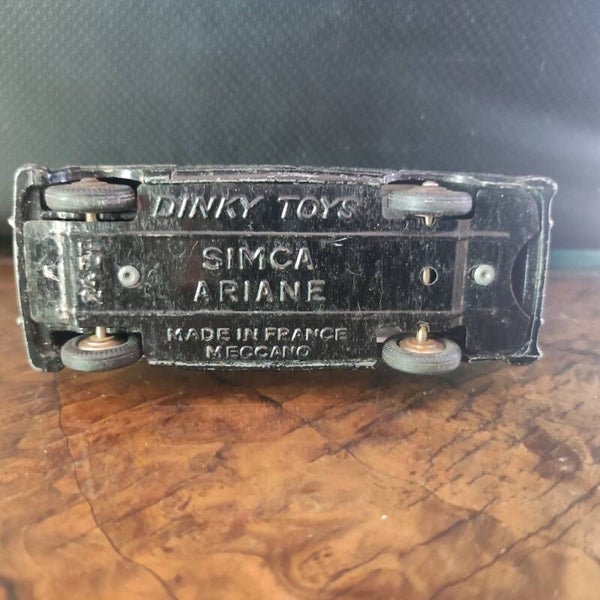 DINKY TOYS
SIMCA
ARIANE
MADE IN FRANCE
MECCANO